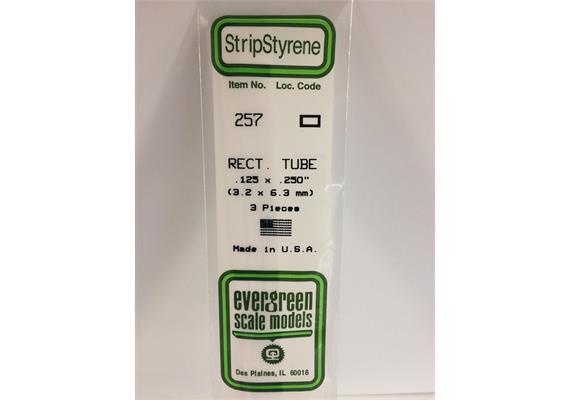 StripStyrene
Item No. Loc. Code
257
RECT. TUBE
.125 x .250"
(3.2 x 6.3 mm)
3 Pieces
Made in U.S.A.
evergreen
scale models
Des Plaines, IL 60018